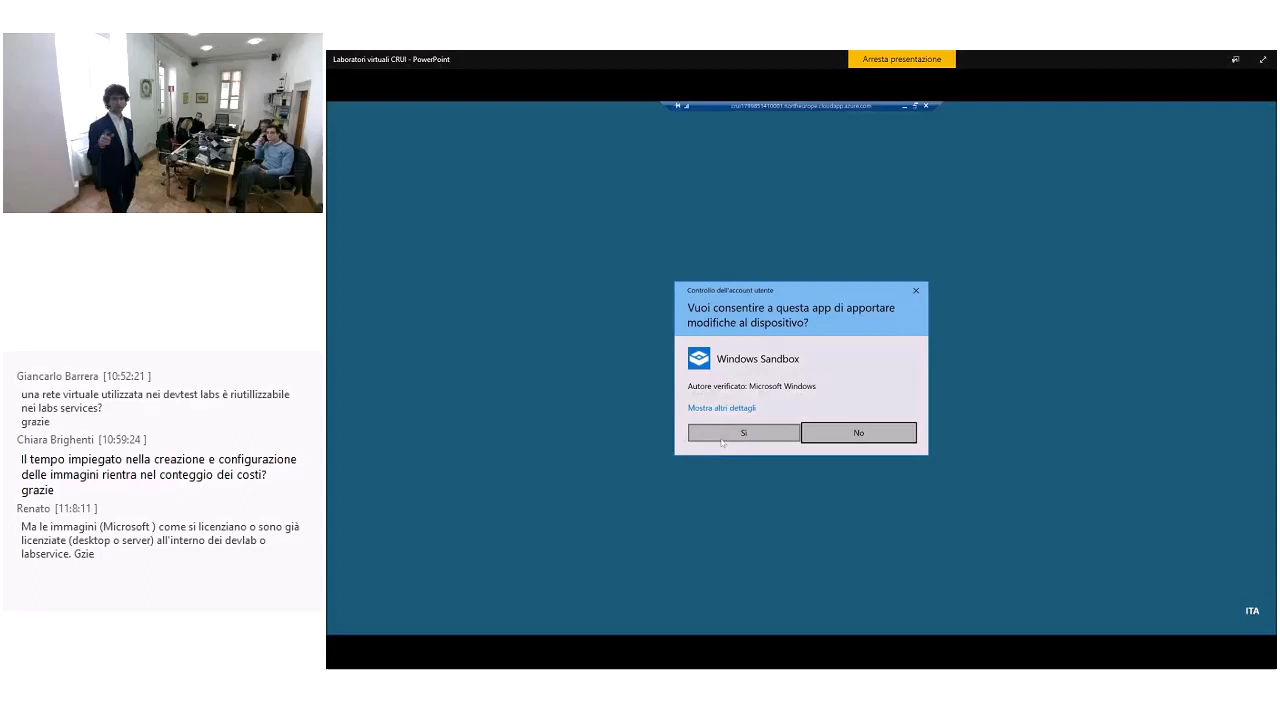 Laboratori virtuali CRUI - PowerPoint
Arresta presentazione
Controllo dell'account utente
Vuoi consentire a questa app di apportare
modifiche al dispositivo?
Windows Sandbox
Autore verificato: Microsoft Windows
Mostra altri dettagli
Sì
No
ITA
Giancarlo Barrera [10:52:21 ]
una rete virtuale utilizzata nei devtest labs è riutillizzabile
nei labs services?
grazie
Chiara Brighenti [10:59:24 ]
Il tempo impiegato nella creazione e configurazione
delle immagini rientra nel conteggio dei costi?
grazie
Renato [11:8:11 ]
Ma le immagini (Microsoft ) come si licenziano o sono già
licenziate (desktop o server) all'interno dei devlab o
labservice. Gzie